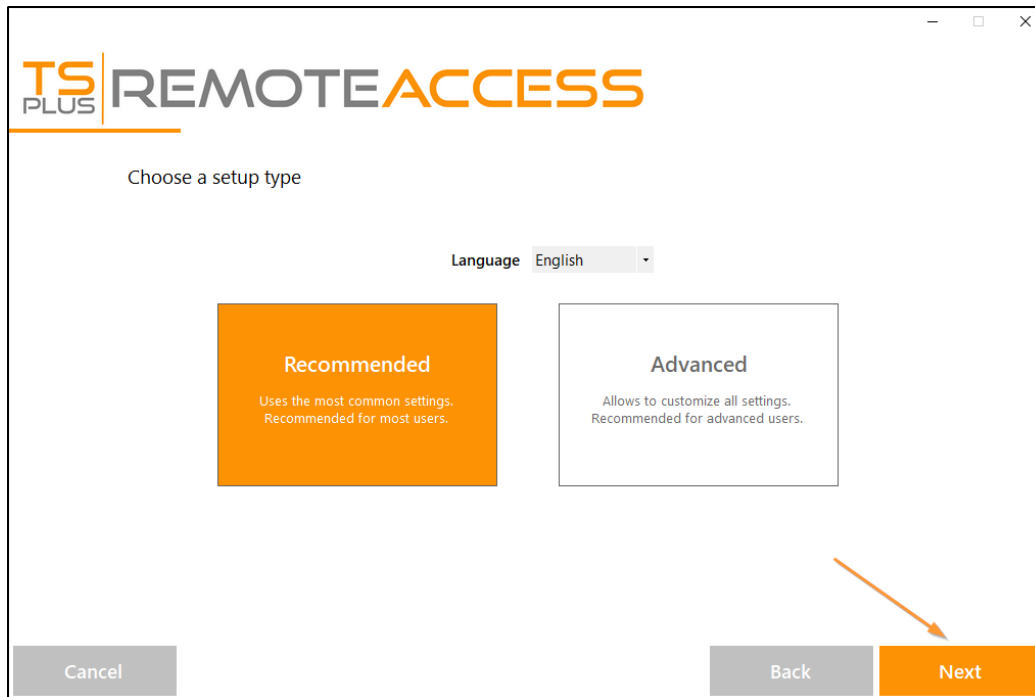 TS PLUS REMOTEACCESS
Choose a setup type
Language English
Recommended
Uses the most common settings.
Recommended for most users.
Advanced
Allows to customize all settings.
Recommended for advanced users.
Cancel
Back
Next